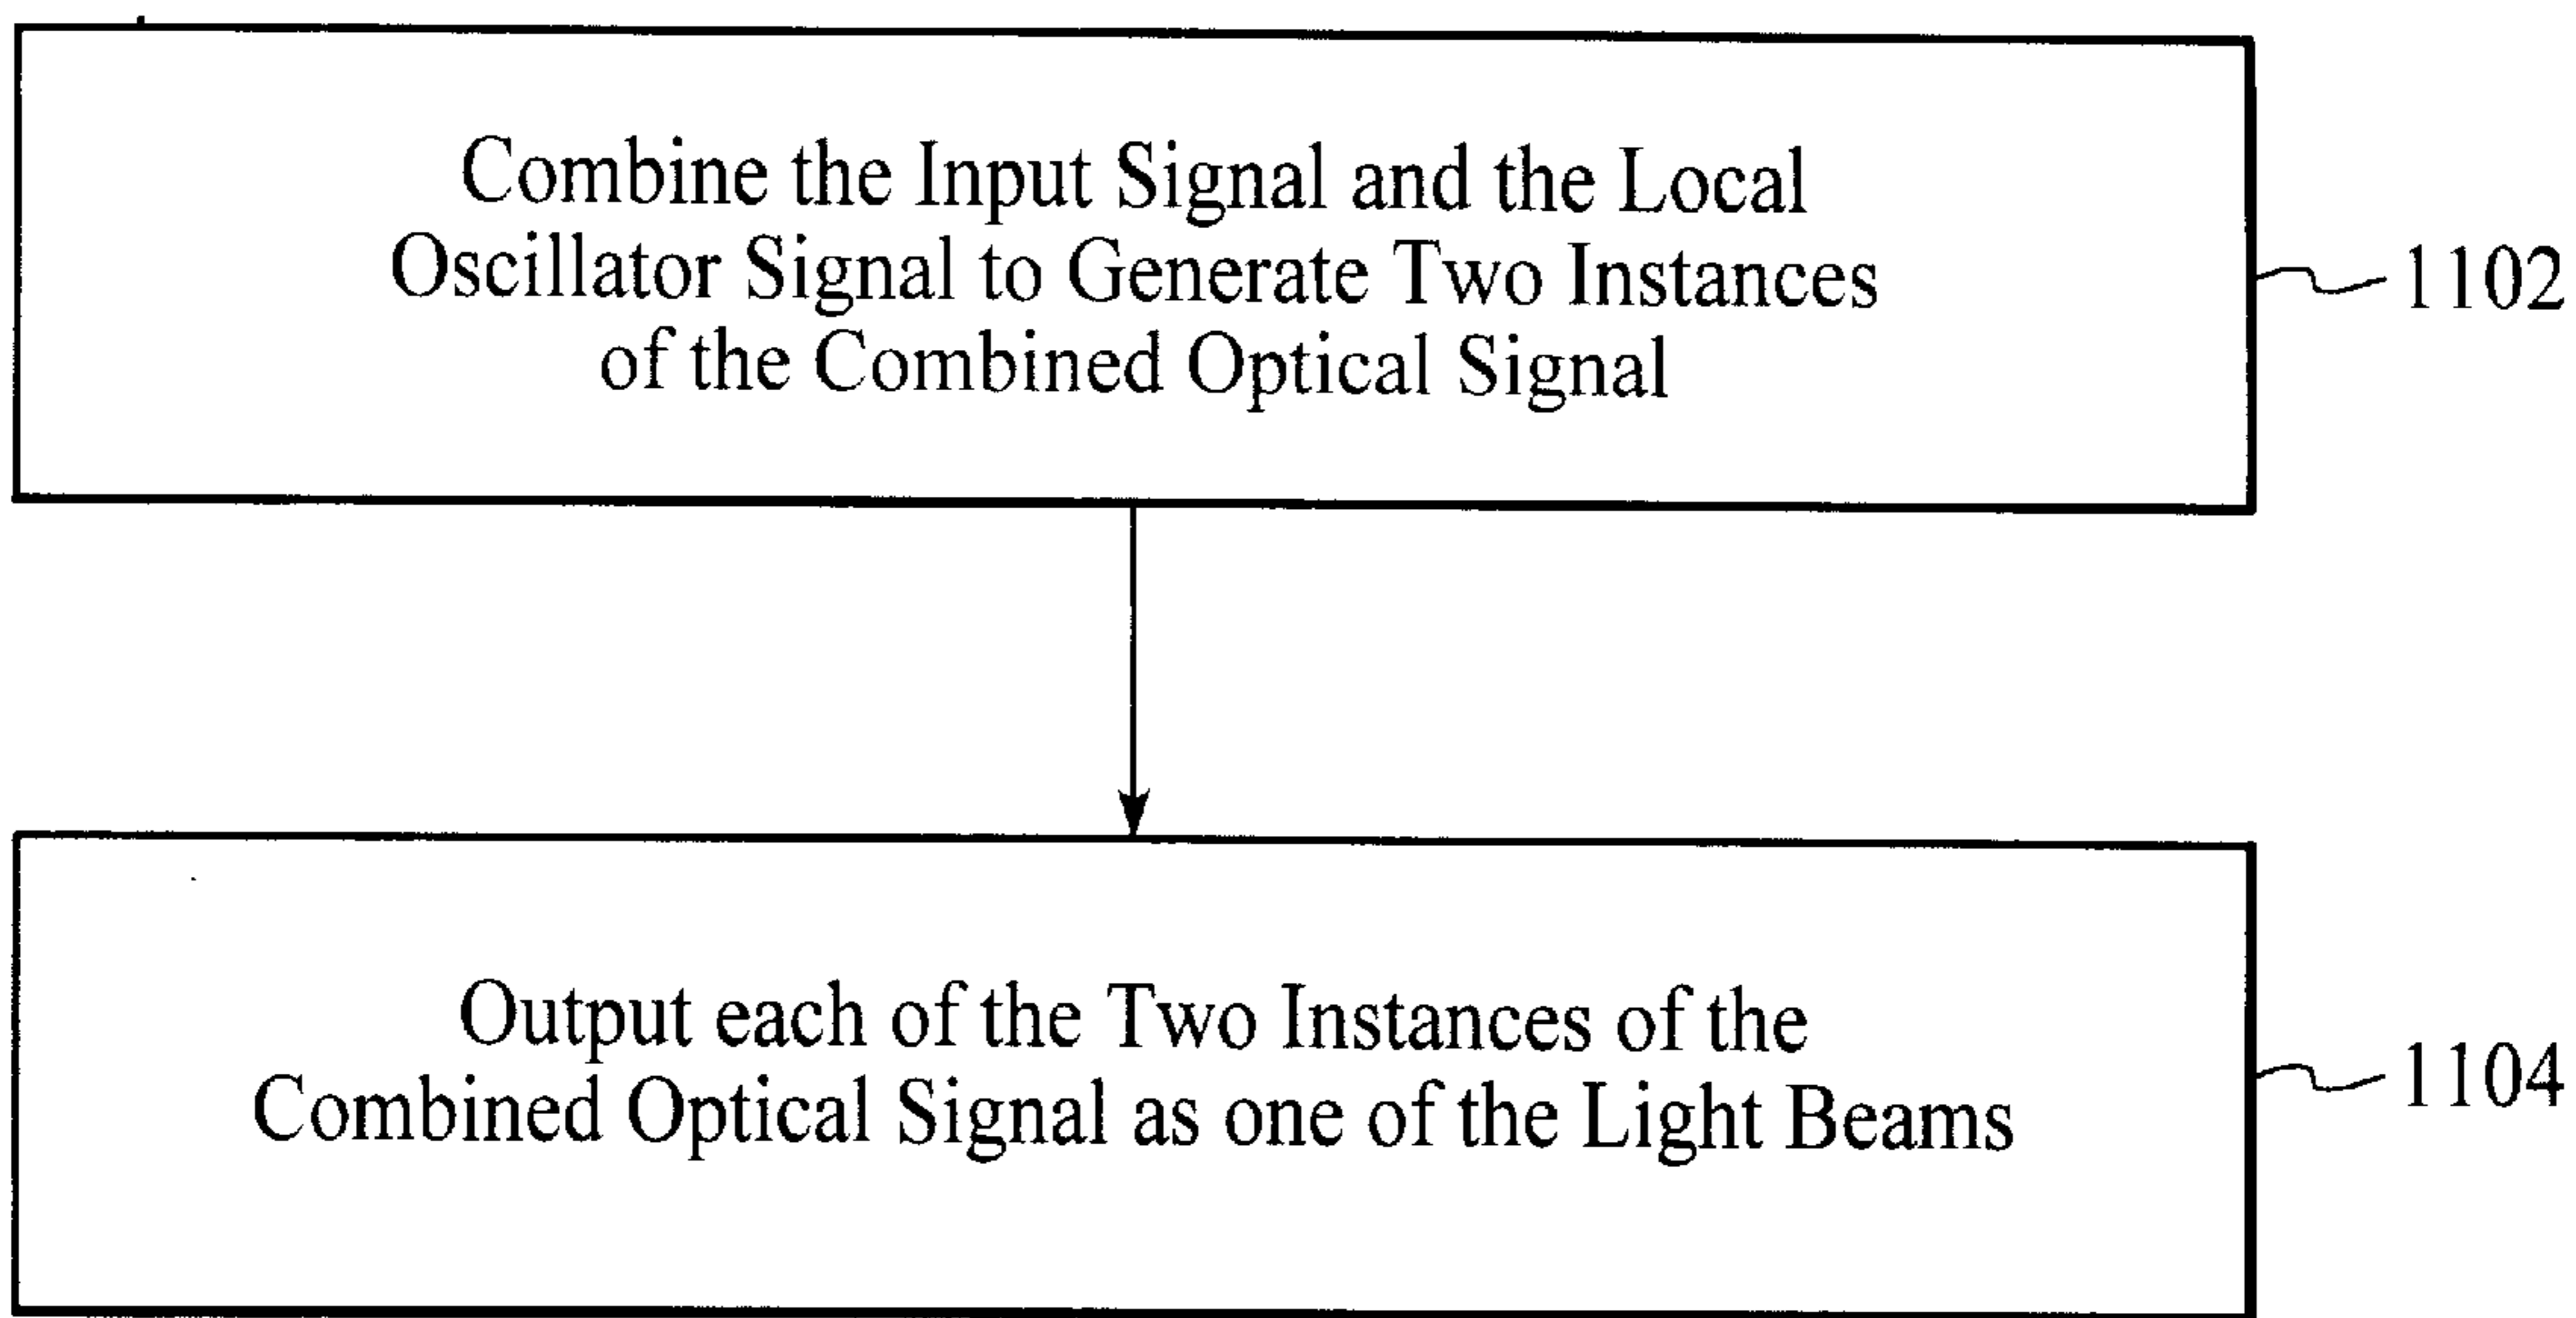 Combine the Input Signal and the Local
Oscillator Signal to Generate Two Instances
of the Combined Optical Signal
1102
Output each of the Two Instances of the
Combined Optical Signal as one of the Light Beams
1104